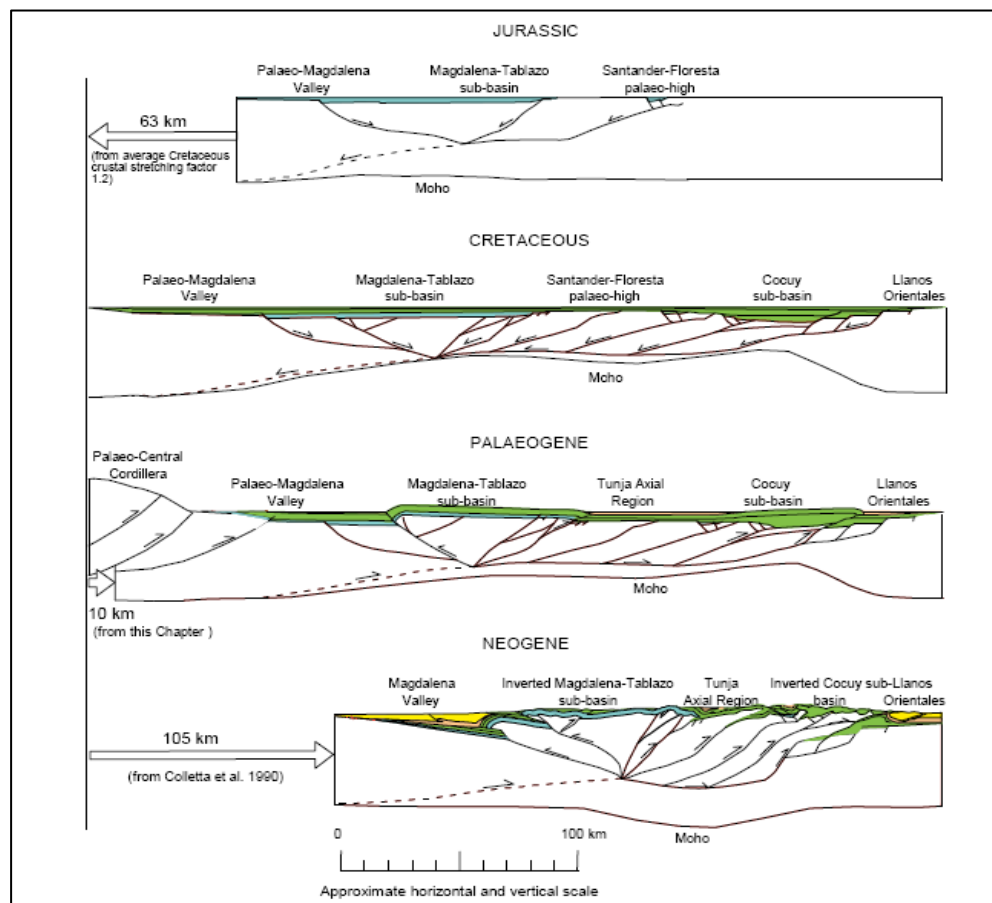 JURASSIC
Palaeo-Magdalena
Valley
Magdalena-Tablazo
sub-basin
Santander-Floresta
palaeo-high
63 km
(from average Cretaceous
crustal stretching factor
1.2)
Moho
CRETACEOUS
Palaeo-Magdalena
Valley
Magdalena-Tablazo
sub-basin
Santander-Floresta
palaeo-high
Cocuy
sub-basin
Llanos
Orientales
Moho
PALAEOGENE
Palaeo-Central
Cordillera
Palaeo-Magdalena
Valley
Magdalena-Tablazo
sub-basin
Tunja Axial
Region
Cocuy
sub-basin
Llanos
Orientales
Moho
10 km
(from this Chapter )
NEOGENE
Magdalena
Valley
Inverted Magdalena-Tablazo
sub-basin
Tunja
Axial Region
Inverted Cocuy sub-Llanos
basin
Orientales
105 km
(from Colletta et al. 1990)
Moho
0
100 km
Approximate horizontal and vertical scale